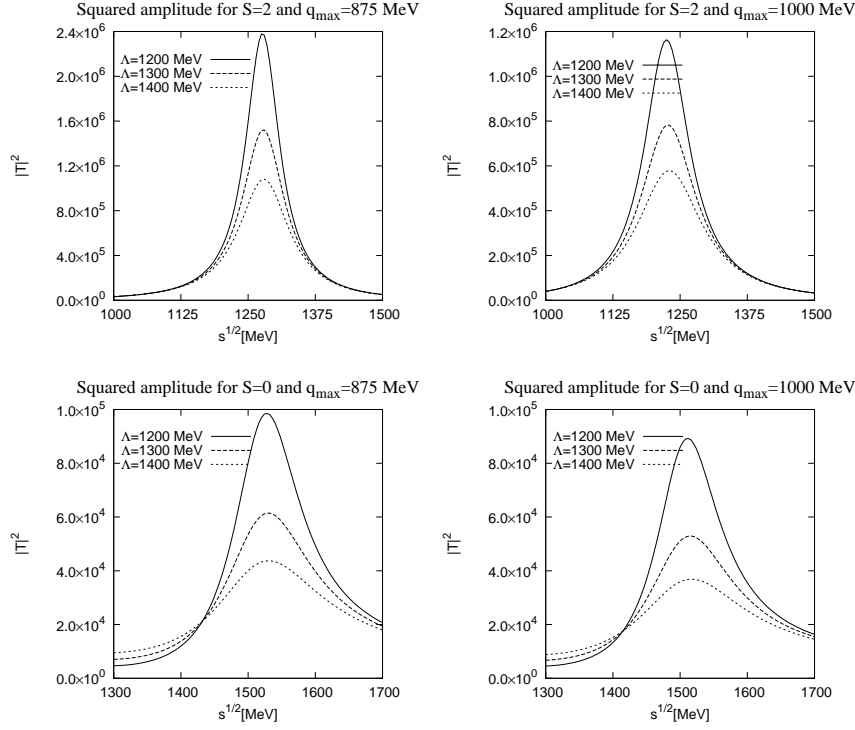 Squared amplitude for S=2 and q_max=875 MeV
|T|^2
2.4×10^6
2.0×10^6
1.6×10^6
1.2×10^6
8.0×10^5
4.0×10^5
0.0×10^0
Λ=1200 MeV
Λ=1300 MeV
Λ=1400 MeV
1000 1125 1250 1375 1500
s^1/2[MeV]
Squared amplitude for S=2 and q_max=1000 MeV
|T|^2
1.2×10^6
1.0×10^6
8.0×10^5
6.0×10^5
4.0×10^5
2.0×10^5
0.0×10^0
Λ=1200 MeV
Λ=1300 MeV
Λ=1400 MeV
1000 1125 1250 1375 1500
s^1/2[MeV]
Squared amplitude for S=0 and q_max=875 MeV
|T|^2
1.0×10^5
8.0×10^4
6.0×10^4
4.0×10^4
2.0×10^4
0.0×10^0
Λ=1200 MeV
Λ=1300 MeV
Λ=1400 MeV
1300 1400 1500 1600 1700
s^1/2[MeV]
Squared amplitude for S=0 and q_max=1000 MeV
|T|^2
1.0×10^5
8.0×10^4
6.0×10^4
4.0×10^4
2.0×10^4
0.0×10^0
Λ=1200 MeV
Λ=1300 MeV
Λ=1400 MeV
1300 1400 1500 1600 1700
s^1/2[MeV]